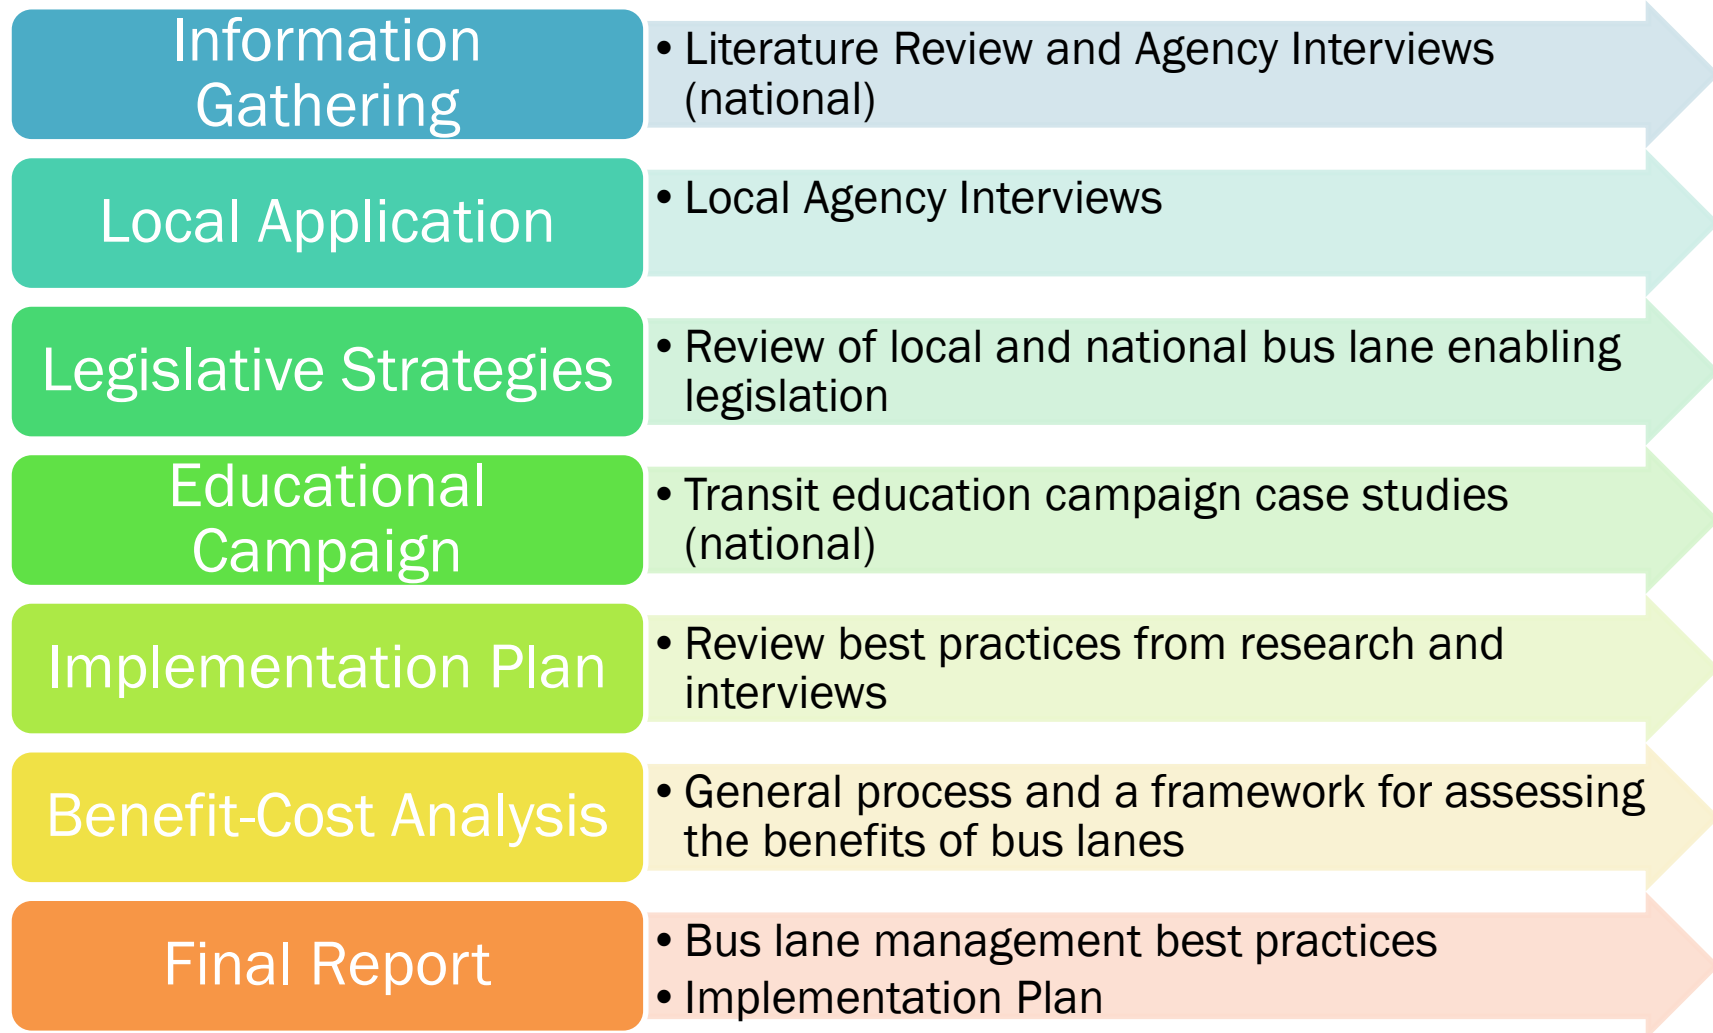 Information
Gathering
• Literature Review and Agency Interviews
(national)
Local Application
• Local Agency Interviews
Legislative Strategies
• Review of local and national bus lane enabling
legislation
Educational
Campaign
• Transit education campaign case studies
(national)
Implementation Plan
• Review best practices from research and
interviews
Benefit-Cost Analysis
• General process and a framework for assessing
the benefits of bus lanes
Final Report
• Bus lane management best practices
• Implementation Plan